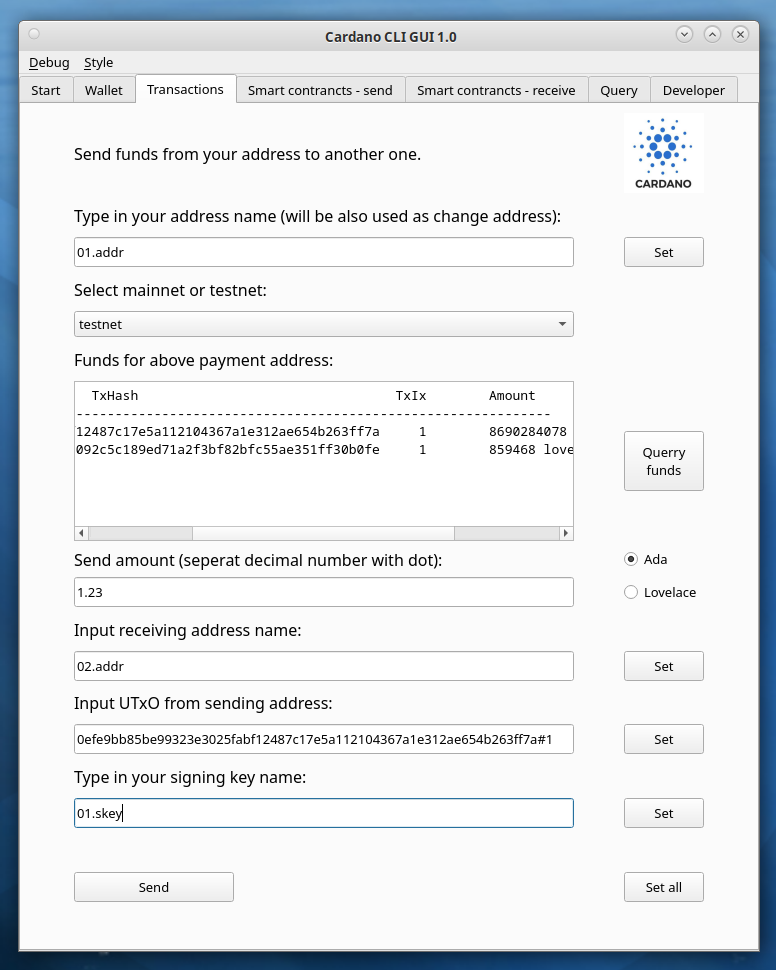 Cardano CLI GUI 1.0
Debug Style
Start Wallet Transactions Smart contrancts - send Smart contrancts - receive Query Developer
Send funds from your address to another one.
CARDANO
Type in your address name (will be also used as change address):
01.addr Set
Select mainnet or testnet:
testnet
Funds for above payment address:
TxHash TxIx Amount
-------------------------------------------------------------
12487c17e5a112104367a1e312ae654b263ff7a 1 8690284078
092c5c189ed71a2f3bf82bfc55ae351ff30b0fe 1 859468 love
Querry
funds
Send amount (seperat decimal number with dot):
Ada
1.23
Lovelace
Input receiving address name:
02.addr Set
Input UTxO from sending address:
0efe9bb85be99323e3025fabf12487c17e5a112104367a1e312ae654b263ff7a#1 Set
Type in your signing key name:
01.skey Set
Send Set all